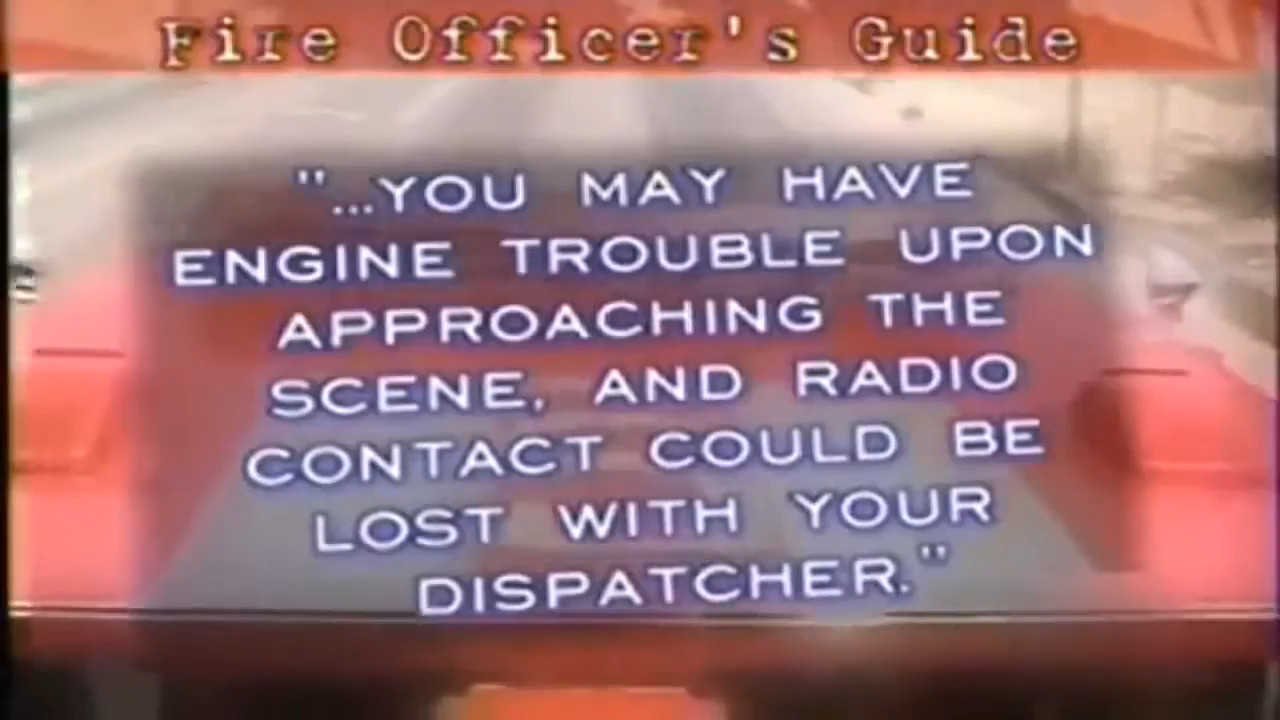 Fire Officer's Guide
"...YOU MAY HAVE
ENGINE TROUBLE UPON
APPROACHING THE
SCENE, AND RADIO
CONTACT COULD BE
LOST WITH YOUR
DISPATCHER."